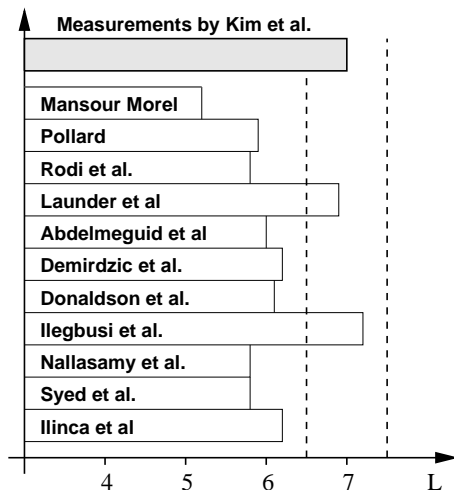 Measurements by Kim et al.
Mansour Morel
Pollard
Rodi et al.
Launder et al
Abdelmeguid et al
Demirdzic et al.
Donaldson et al.
Ilegbusi et al.
Nallasamy et al.
Syed et al.
Ilinca et al
4 5 6 7 L